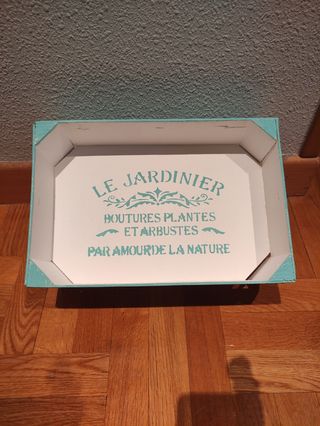 LE JARDINIER
BOUTURES PLANTES
ET ARBUSTES
PAR AMOUR DE LA NATURE